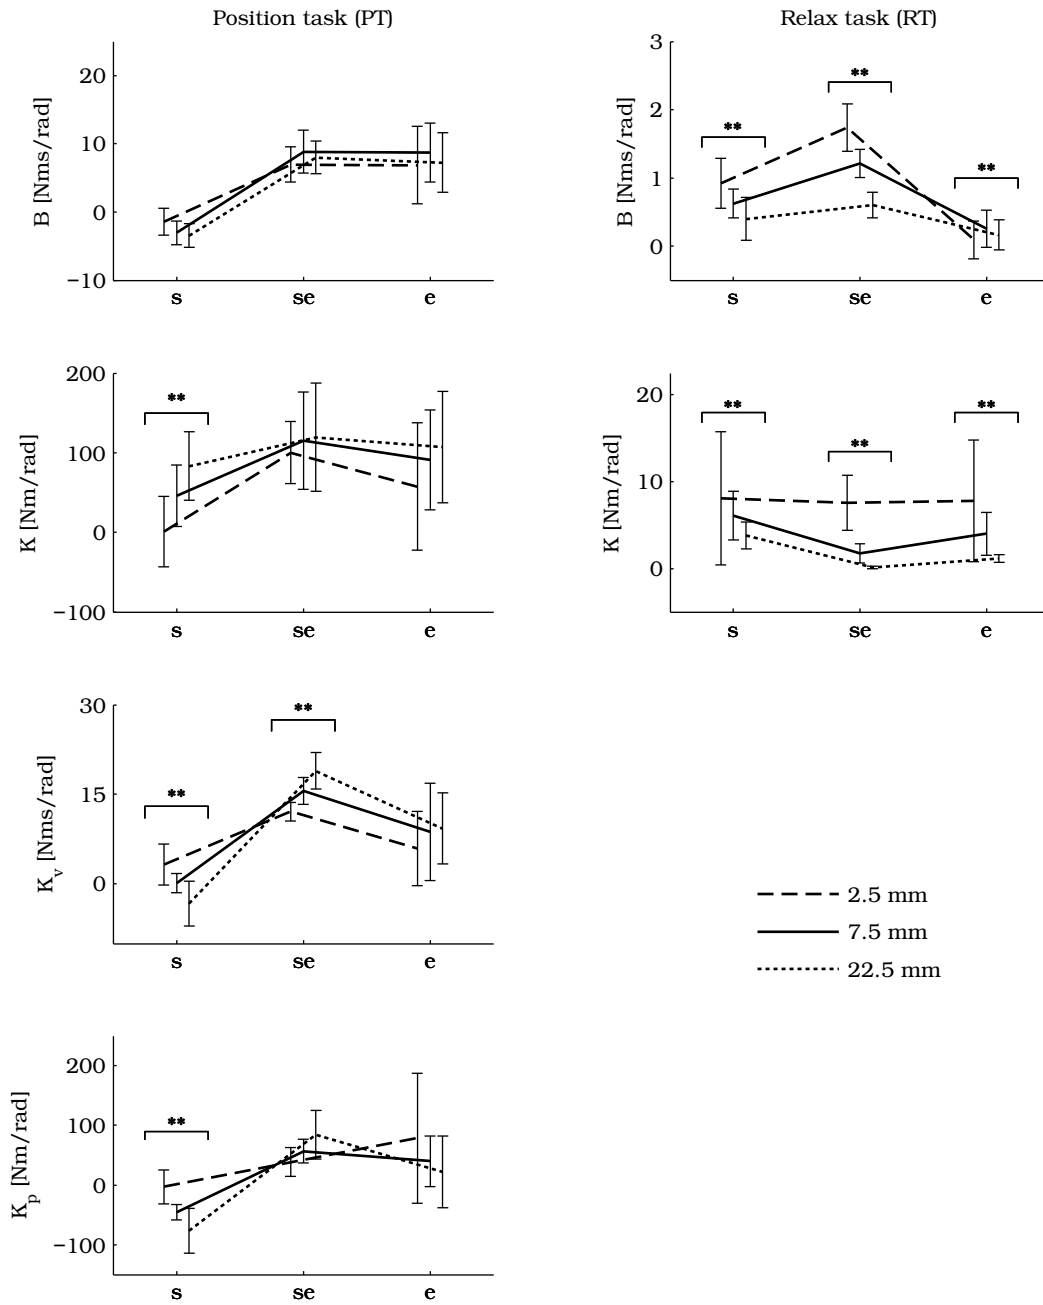 Position task (PT)
B [Nms/rad]
20
10
0
−10
s se e
Relax task (RT)
B [Nms/rad]
3
**
**
2
**
1
**
0
s se e
K [Nm/rad]
200
**
100
0
−100
s se e
K [Nm/rad]
20
** **
**
10
0
s se e
K_v [Nms/rad]
30
**
15
**
0
s se e
2.5 mm
7.5 mm
22.5 mm
K_p [Nm/rad]
200
100
**
0
−100
s se e